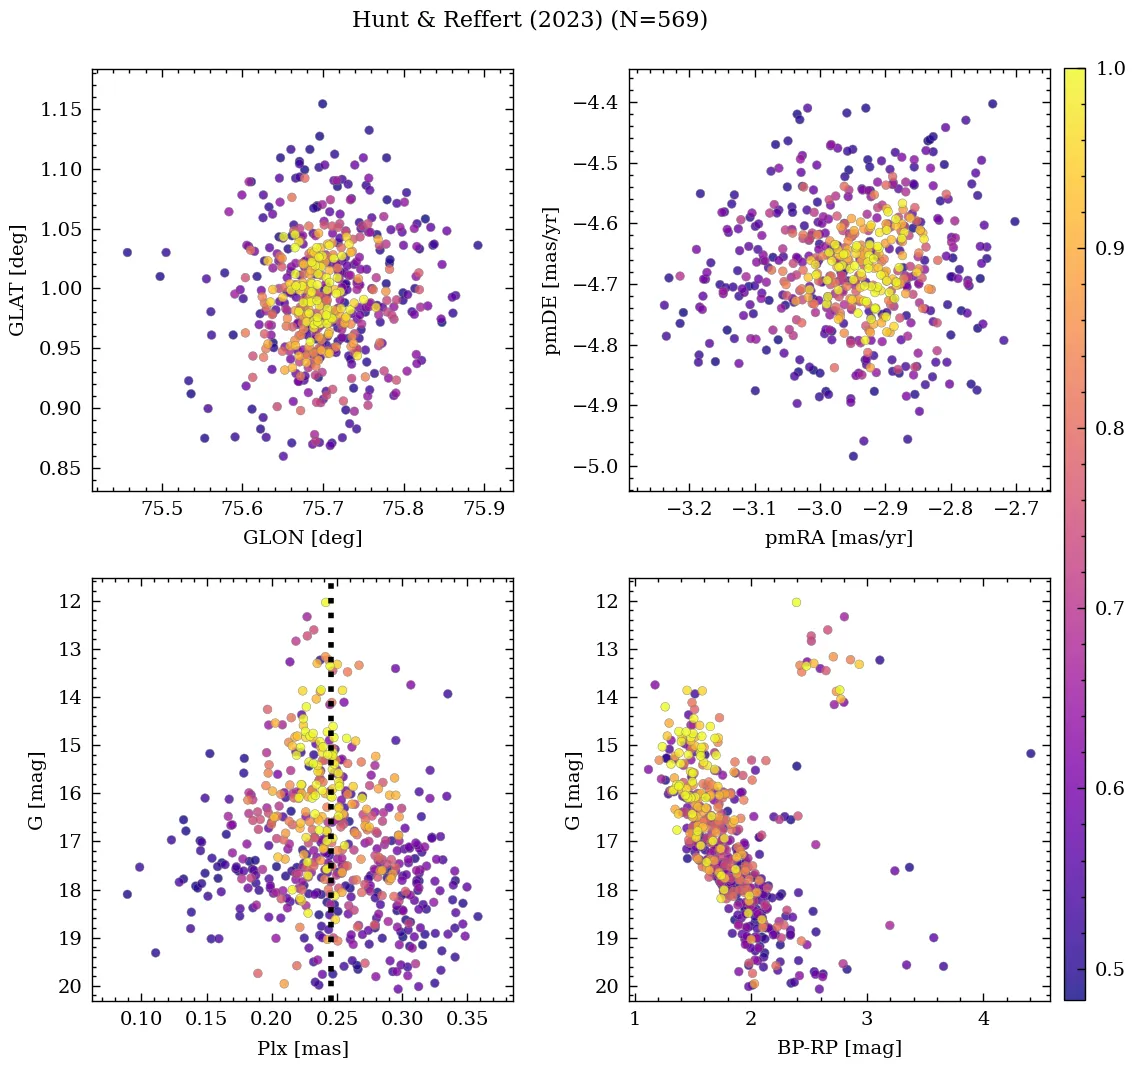 Hunt & Reffert (2023) (N=569)
1.15
1.10
1.05
1.00
0.95
0.90
0.85
GLAT [deg]
75.5 75.6 75.7 75.8 75.9
GLON [deg]
−4.4
−4.5
−4.6
−4.7
−4.8
−4.9
−5.0
pmDE [mas/yr]
−3.2 −3.1 −3.0 −2.9 −2.8 −2.7
pmRA [mas/yr]
12
13
14
15
16
17
18
19
20
G [mag]
0.10 0.15 0.20 0.25 0.30 0.35
Plx [mas]
12
13
14
15
16
17
18
19
20
G [mag]
1 2 3 4
BP-RP [mag]
1.0
0.9
0.8
0.7
0.6
0.5